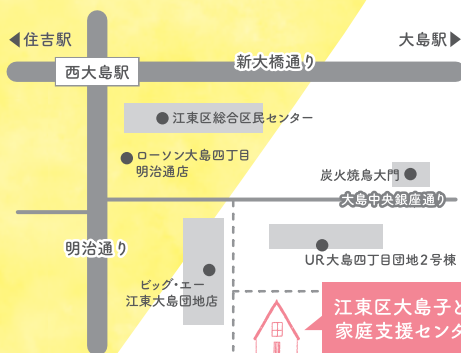 ◀住吉駅
大島駅▶
新大橋通り
西大島駅
江東区総合区民センター
ローソン大島四丁目
明治通店
炭火焼鳥大門
大島中央銀座通り
明治通り
UR大島四丁目団地2号棟
ビッグ・エー
江東大島団地店
江東区大島子ど
家庭支援センタ